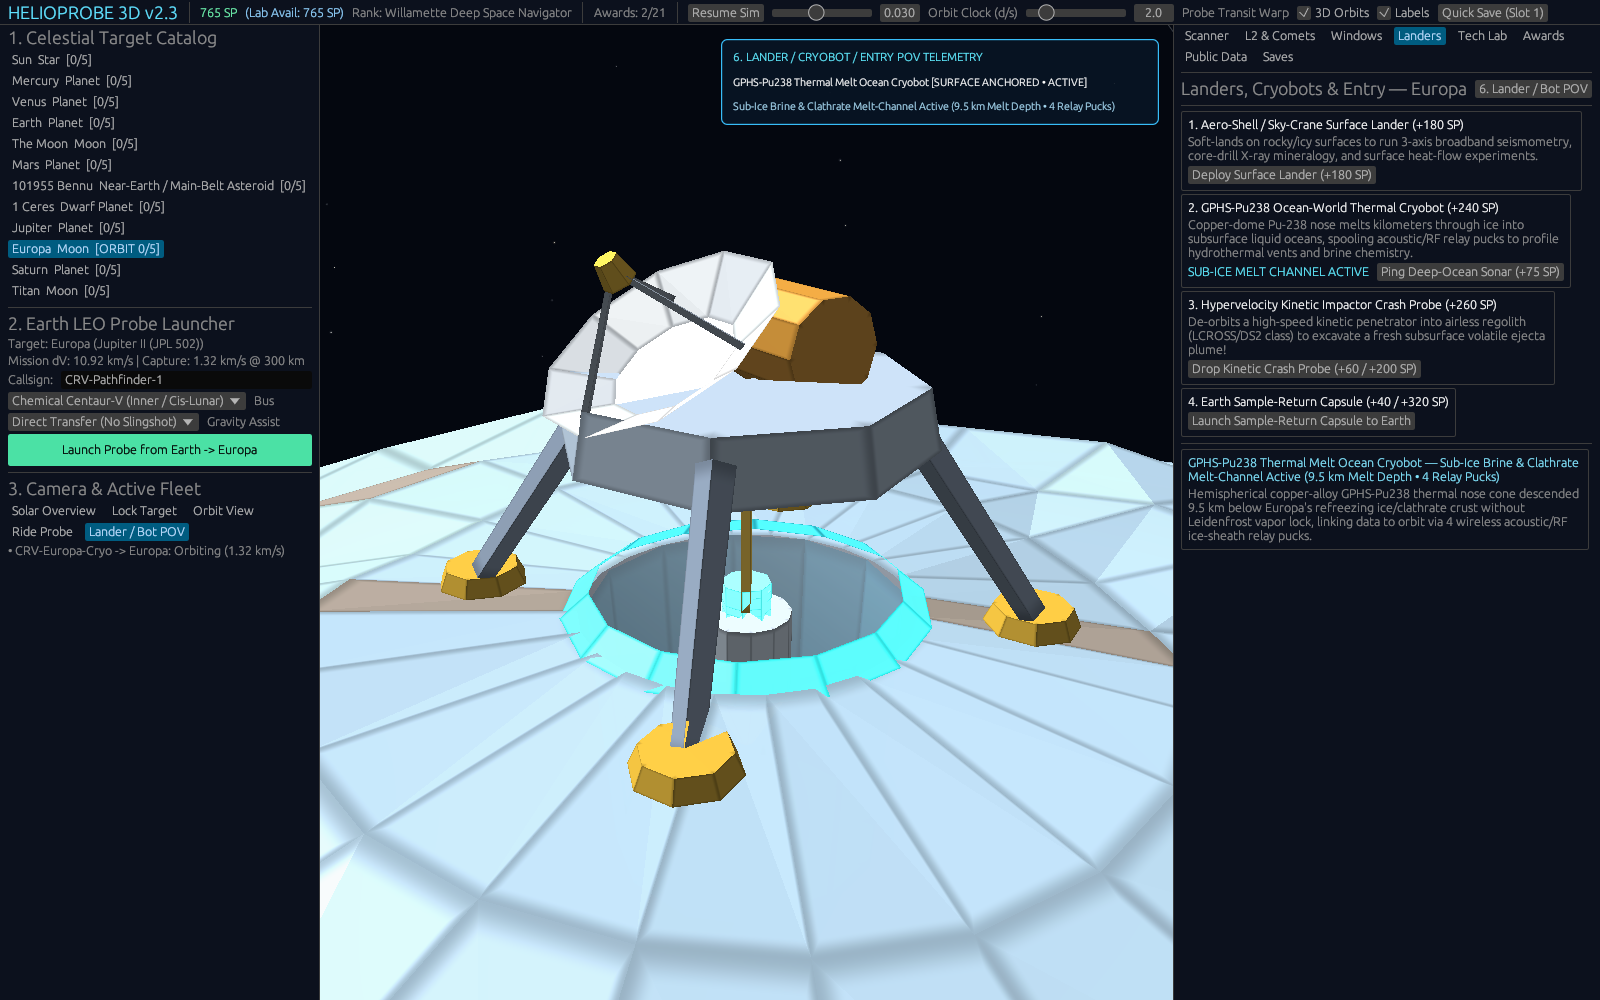 HELIOPROBE 3D v2.3
765 SP (Lab Avail: 765 SP) Rank: Willamette Deep Space Navigator
Awards: 2/21
Resume Sim 0.030 Orbit Clock (d/s) 2.0 Probe Transit Warp 3D Orbits Labels Quick Save (Slot 1)
1. Celestial Target Catalog
Sun Star [0/5]
Mercury Planet [0/5]
Venus Planet [0/5]
Earth Planet [0/5]
The Moon Moon [0/5]
Mars Planet [0/5]
101955 Bennu Near-Earth / Main-Belt Asteroid [0/5]
1 Ceres Dwarf Planet [0/5]
Jupiter Planet [0/5]
Europa Moon [ORBIT 0/5]
Saturn Planet [0/5]
Titan Moon [0/5]
2. Earth LEO Probe Launcher
Target: Europa (Jupiter II (JPL 502))
Mission dV: 10.92 km/s | Capture: 1.32 km/s @ 300 km
Callsign: CRV-Pathfinder-1
Chemical Centaur-V (Inner / Cis-Lunar) Bus
Direct Transfer (No Slingshot) Gravity Assist
Launch Probe from Earth -> Europa
3. Camera & Active Fleet
Solar Overview Lock Target Orbit View
Ride Probe Lander / Bot POV
• CRV-Europa-Cryo -> Europa: Orbiting (1.32 km/s)
6. LANDER / CRYOBOT / ENTRY POV TELEMETRY
GPHS-Pu238 Thermal Melt Ocean Cryobot [SURFACE ANCHORED • ACTIVE]
Sub-Ice Brine & Clathrate Melt-Channel Active (9.5 km Melt Depth • 4 Relay Pucks)
Scanner L2 & Comets Windows Landers Tech Lab Awards
Public Data Saves
Landers, Cryobots & Entry — Europa 6. Lander / Bot POV
1. Aero-Shell / Sky-Crane Surface Lander (+180 SP)
Soft-lands on rocky/icy surfaces to run 3-axis broadband seismometry,
core-drill X-ray mineralogy, and surface heat-flow experiments.
Deploy Surface Lander (+180 SP)
2. GPHS-Pu238 Ocean-World Thermal Cryobot (+240 SP)
Copper-dome Pu-238 nose melts kilometers through ice into
subsurface liquid oceans, spooling acoustic/RF relay pucks to profile
hydrothermal vents and brine chemistry.
SUB-ICE MELT CHANNEL ACTIVE Ping Deep-Ocean Sonar (+75 SP)
3. Hypervelocity Kinetic Impactor Crash Probe (+260 SP)
De-orbits a high-speed kinetic penetrator into airless regolith
(LCROSS/DS2 class) to excavate a fresh subsurface volatile ejecta
plume!
Drop Kinetic Crash Probe (+60 / +200 SP)
4. Earth Sample-Return Capsule (+40 / +320 SP)
Launch Sample-Return Capsule to Earth
GPHS-Pu238 Thermal Melt Ocean Cryobot — Sub-Ice Brine & Clathrate
Melt-Channel Active (9.5 km Melt Depth • 4 Relay Pucks)
Hemispherical copper-alloy GPHS-Pu238 thermal nose cone descended
9.5 km below Europa's refreezing ice/clathrate crust without
Leidenfrost vapor lock, linking data to orbit via 4 wireless acoustic/RF
ice-sheath relay pucks.